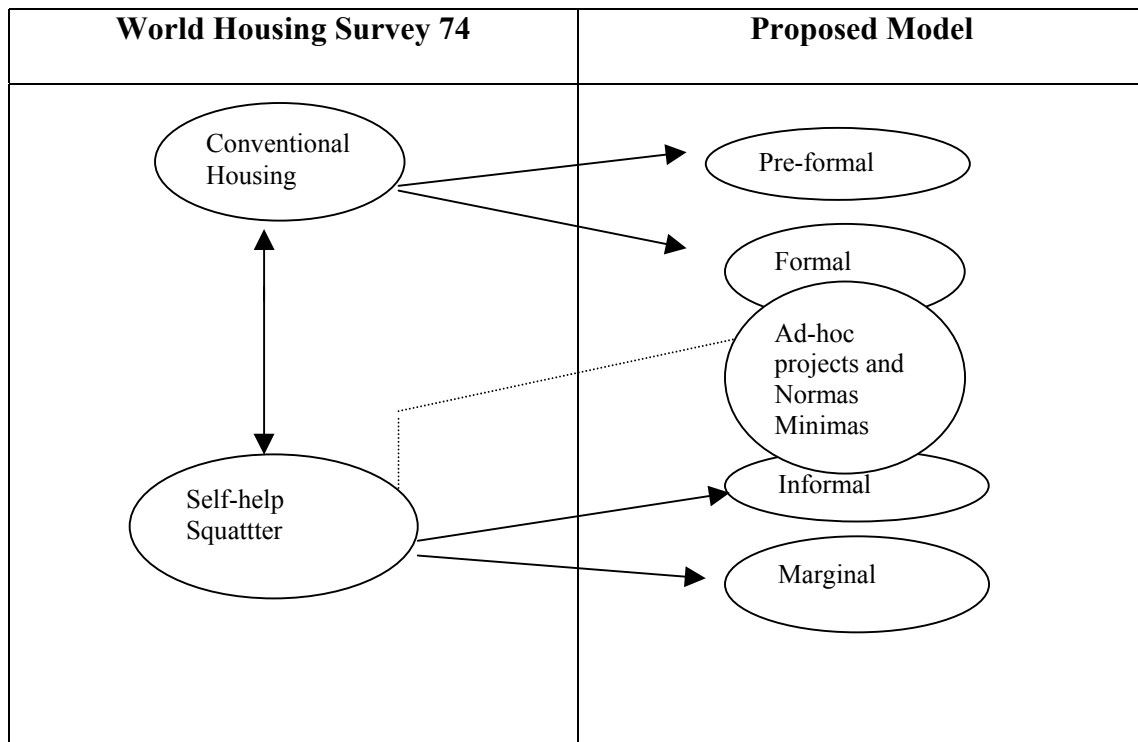 World Housing Survey 74
Proposed Model
Conventional
Housing
Pre-formal
Formal
Ad-hoc
projects and
Normas
Minimas
Self-help
Squattter
Informal
Marginal